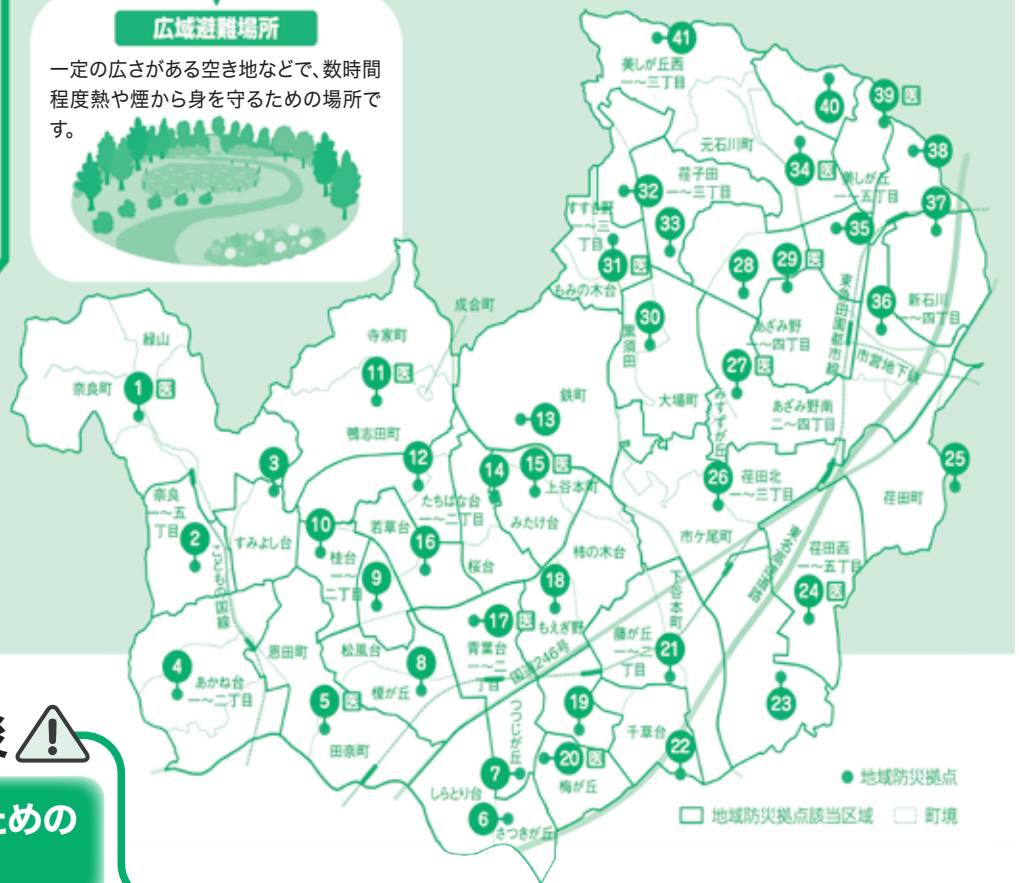 広域避難場所
一定の広さがある空き地などで、数時間
程度熱や煙から身を守るための場所で
す。
41
美しが丘西
一〜三丁目
40
39 医
元石川町
38
34 医
荏子田
一〜三丁目
美しが丘
一〜五丁目
32
37
すすき野
一〜三
丁目
33
35
31 医
28
29 医
もみの木台
東急田園都市線
36
新石川
一〜四丁目
成合町
30
黒須田
あざみ野
一〜四丁目
緑山
寺家町
市営地下鉄
27 医
奈良町
1 医
11 医
鉄町
大場町
みすずが丘
あざみ野南
二〜四丁目
13
鴨志田町
12
3
14
15 医
上谷本町
26
荏田北
一〜三丁目
25
荏田町
奈良
一〜五
丁目
たちばな台
一〜二丁目
みたけ台
10
若草台
16
市ケ尾町
2
すみよし台
こどもの国線
桂台
一〜
二丁目
桜台
柿の木台
東名高速道路
荏田西
一〜五丁目
9
18
下谷本町
24 医
17 医
もえぎ野
恩田町
松風台
青葉台
一〜二
丁目
国道246号
藤が丘
一〜二
丁目
21
4
あかね台
一〜二丁目
8
榎が丘
5 医
つつじが丘
19
23
田奈町
千草台
22
7
20 医
梅が丘
しらとり台
6
さつきが丘
地域防災拠点
地域防災拠点該当区域
町境
ための